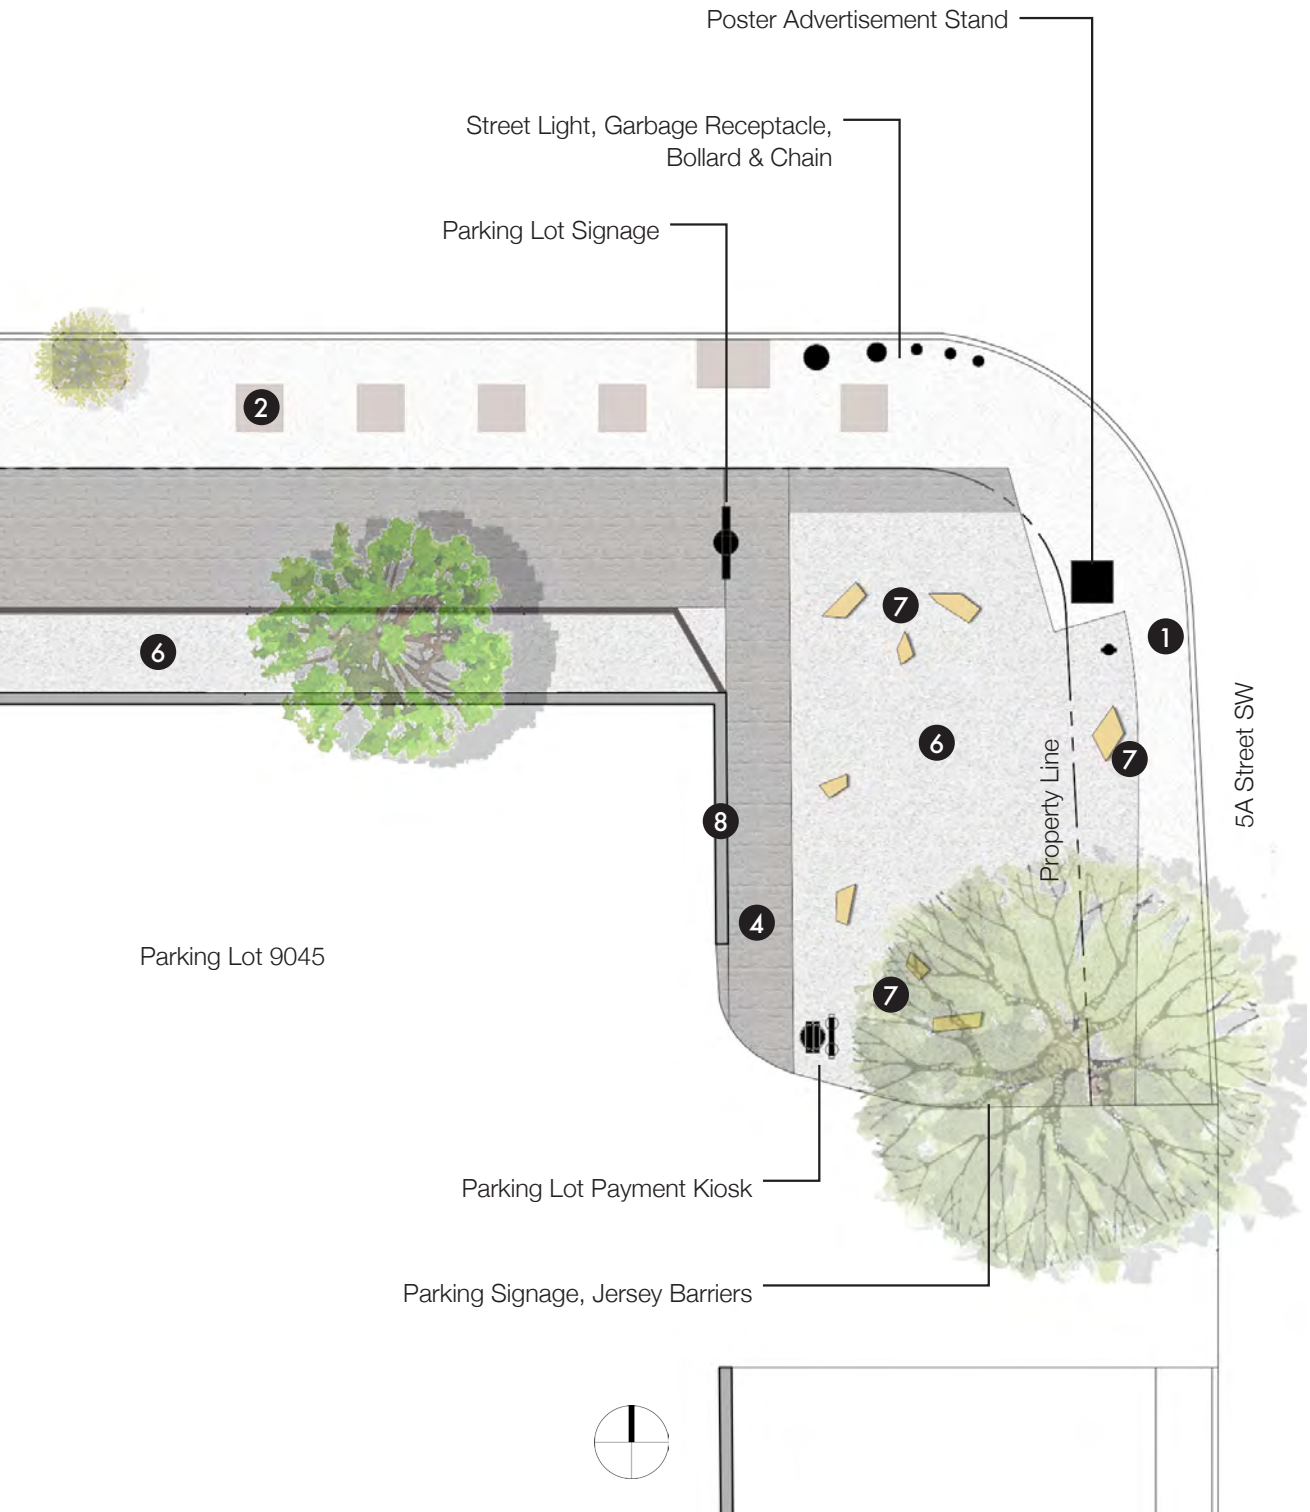 Poster Advertisement Stand
Street Light, Garbage Receptacle,
Bollard & Chain
Parking Lot Signage
2
7
1
6
5A Street SW
6
Property Line
7
8
4
Parking Lot 9045
7
Parking Lot Payment Kiosk
Parking Signage, Jersey Barriers